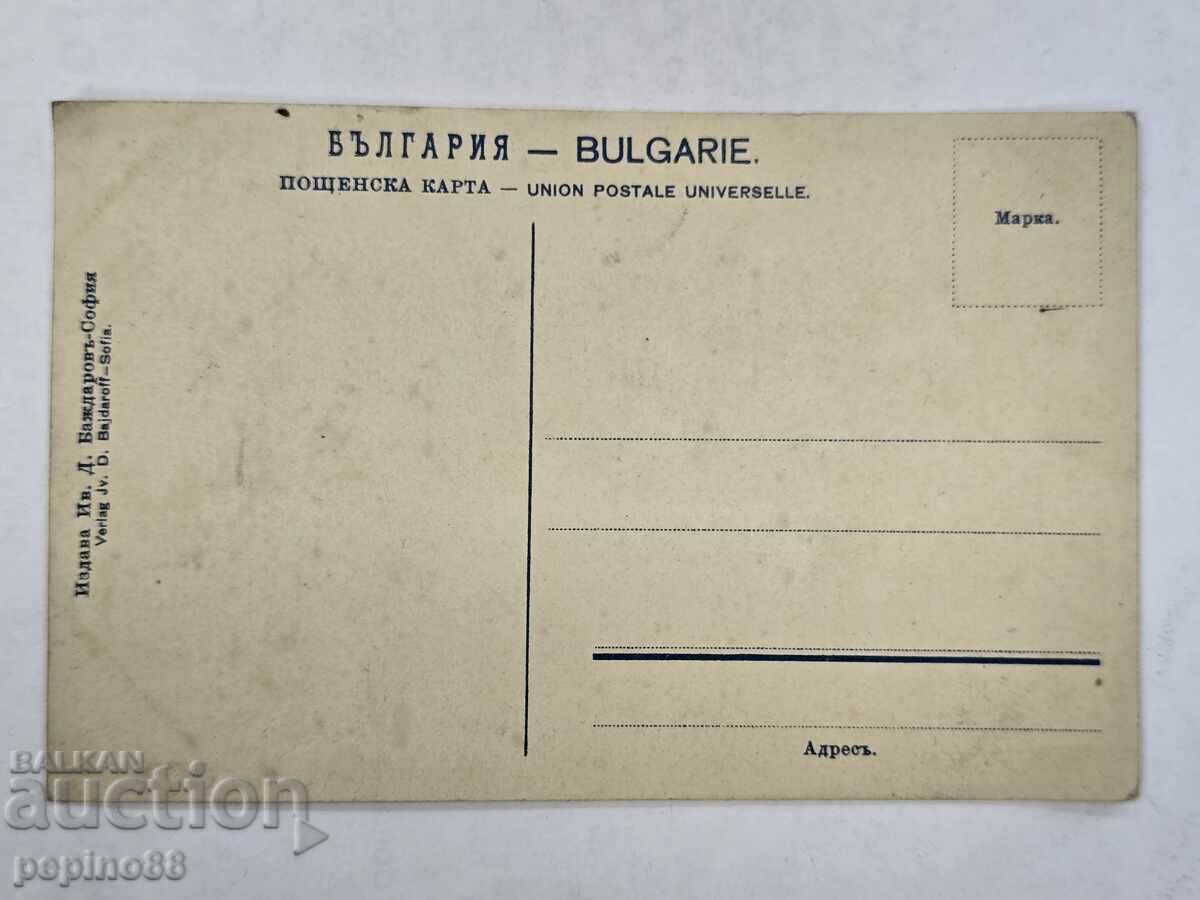 БЪЛГАРИЯ — BULGARIE.
ПОЩЕНСКА КАРТА — UNION POSTALE UNIVERSELLE.
Марка.
Издава Ив. Д. Баждаровъ-София
Verlag Jv. D. Bajdaroff-Sofia.
Адресъ.
BALKAN
auction
pepino88